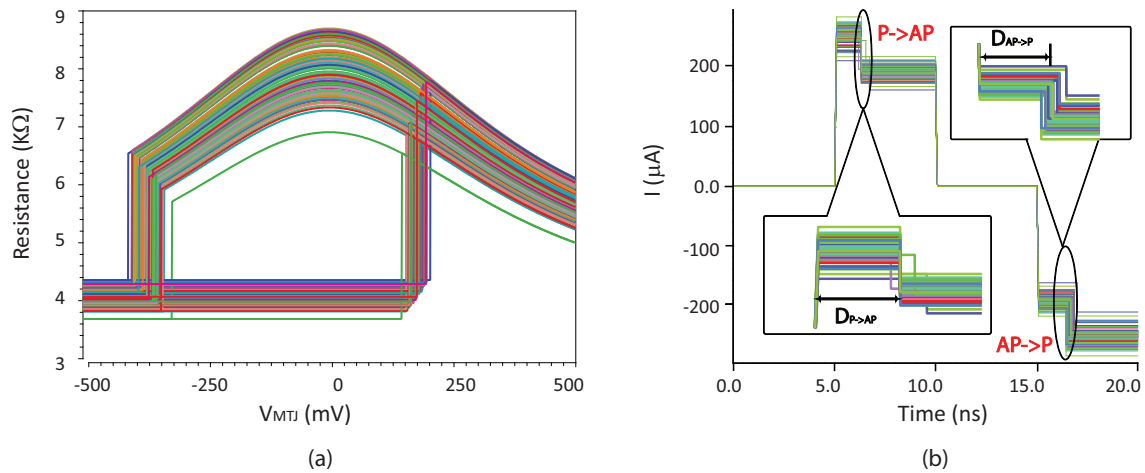 9
8
7
6
5
4
3
Resistance (KΩ)
-500
-250
0
250
500
VMTJ (mV)
(a)
200
100
0.0
-100
-200
I (µA)
P->AP
DAP->P
DP->AP
AP->P
0.0
5.0
10.0
15.0
20.0
Time (ns)
(b)